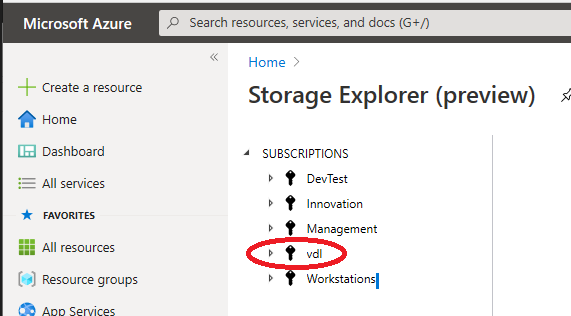 Microsoft Azure
Search resources, services, and docs (G+/)
«
Create a resource
Home
Dashboard
All services
FAVORITES
All resources
Resource groups
App Services
Home >
Storage Explorer (preview)
SUBSCRIPTIONS
DevTest
Innovation
Management
vdl
Workstations